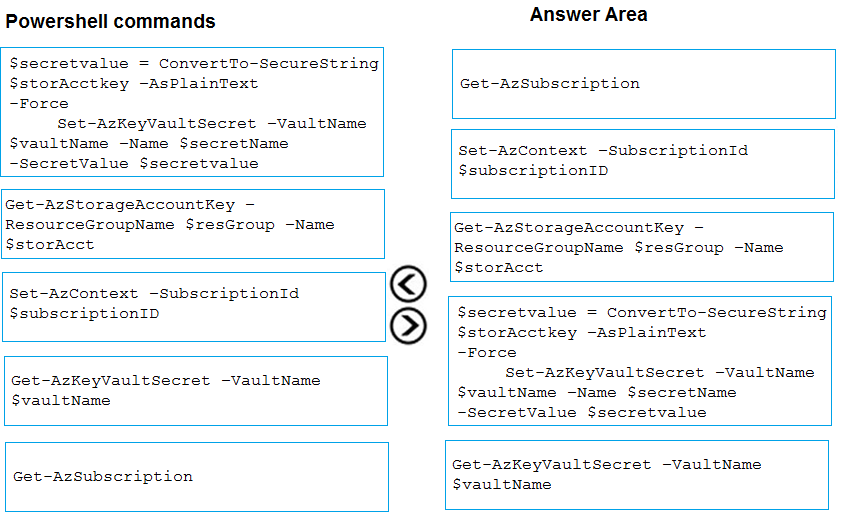 Powershell commands
$secretvalue = ConvertTo–SecureString
$storAcctkey –AsPlainText
–Force
Set–AzKeyVaultSecret –VaultName
$vaultName –Name $secretName
–SecretValue $secretvalue
Get–AzStorageAccountKey –
ResourceGroupName $resGroup –Name
$storAcct
Set–AzContext –SubscriptionId
$subscriptionID
Get–AzKeyVaultSecret –VaultName
$vaultName
Get–AzSubscription
Answer Area
Get–AzSubscription
Set–AzContext –SubscriptionId
$subscriptionID
Get–AzStorageAccountKey –
ResourceGroupName $resGroup –Name
$storAcct
$secretvalue = ConvertTo–SecureString
$storAcctkey –AsPlainText
–Force
Set–AzKeyVaultSecret –VaultName
$vaultName –Name $secretName
–SecretValue $secretvalue
Get–AzKeyVaultSecret –VaultName
$vaultName